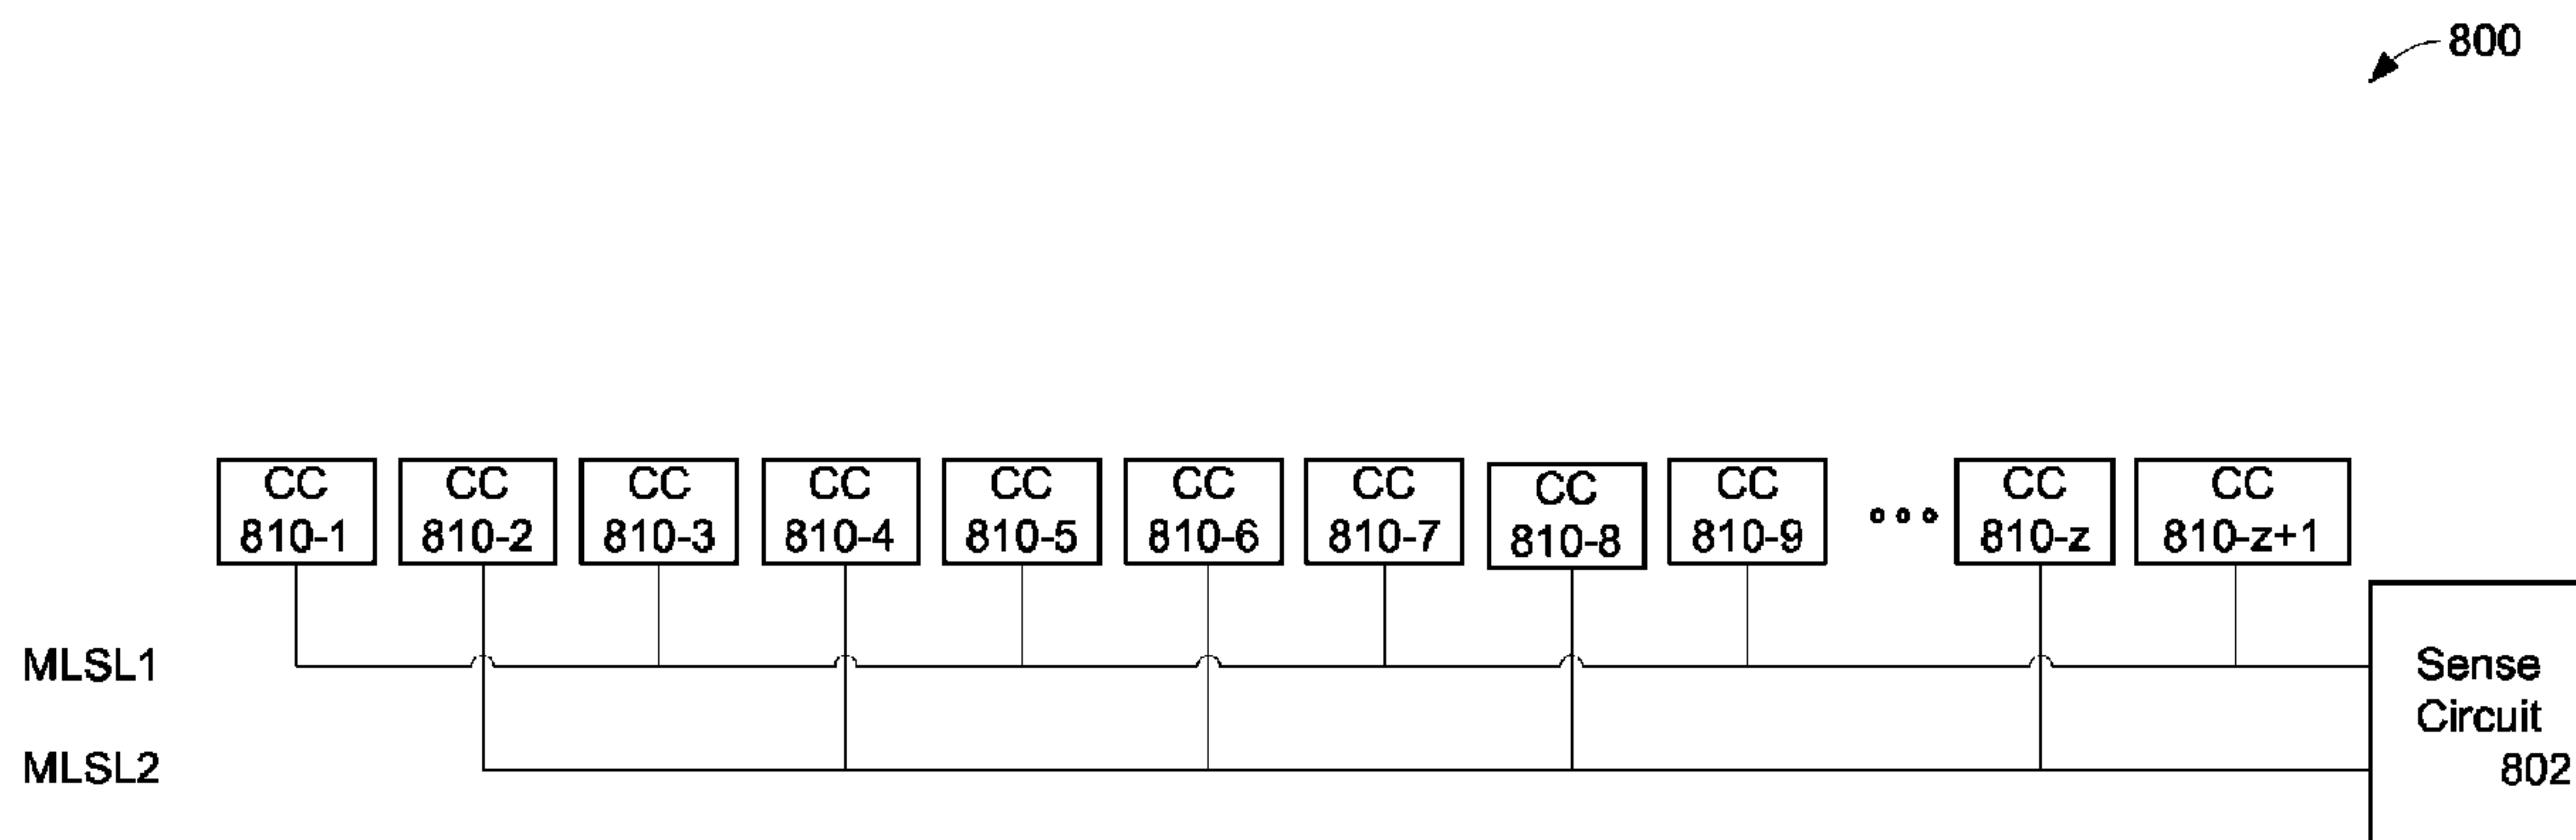 800
CC
810-1
CC
810-2
CC
810-3
CC
810-4
CC
810-5
CC
810-6
CC
810-7
CC
810-8
CC
810-9
CC
810-z
CC
810-z+1
MLSL1
MLSL2
Sense
Circuit
802